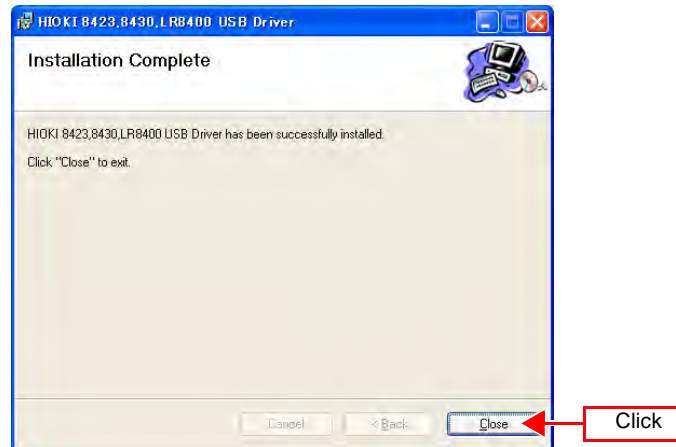 HIOKI 8423,8430,LR8400 USB Driver
Installation Complete
HIOKI 8423,8430,LR8400 USB Driver has been successfully installed.
Click "Close" to exit.
Cancel < Back Close Click